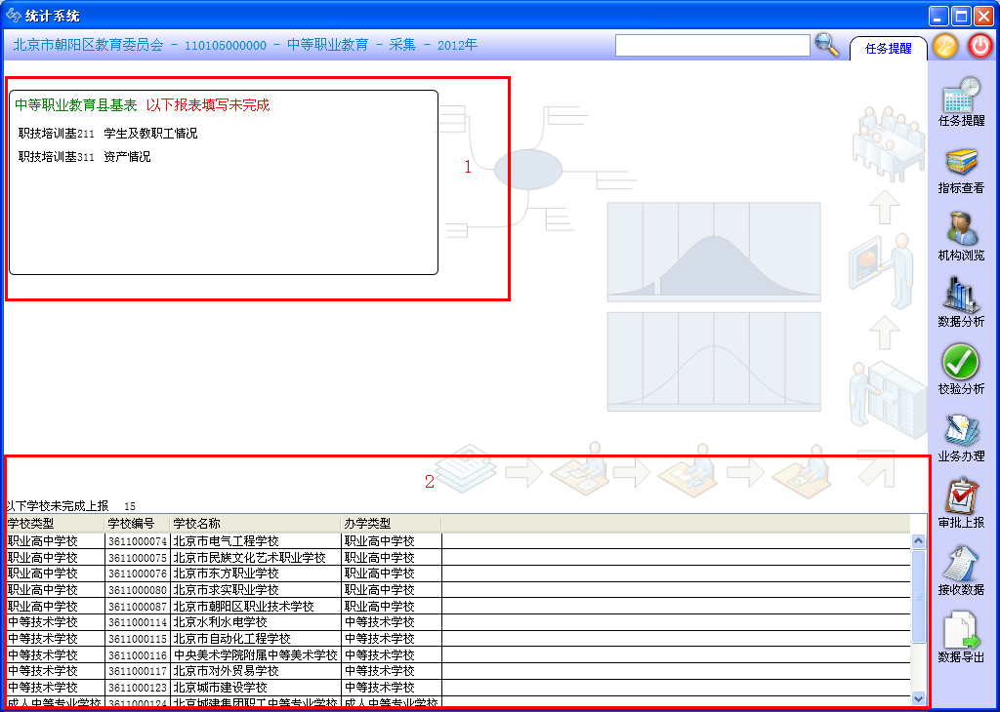 统计系统
北京市朝阳区教育委员会 - 110105000000 - 中等职业教育 - 采集 - 2012年
任务提醒
中等职业教育县基表 以下报表填写未完成
职技培训基211 学生及教职工情况
职技培训基311 资产情况
1
任务提醒
指标查看
机构浏览
数据分析
校验分析
业务办理
审批上报
接收数据
数据导出
2
以下学校未完成上报 15
学校类型 学校编号 学校名称 办学类型
职业高中学校 3611000074 北京市电气工程学校 职业高中学校
职业高中学校 3611000075 北京市民族文化艺术职业学校 职业高中学校
职业高中学校 3611000076 北京市东方职业学校 职业高中学校
职业高中学校 3611000080 北京市求实职业学校 职业高中学校
职业高中学校 3611000087 北京市朝阳区职业技术学校 职业高中学校
中等技术学校 3611000114 北京水利水电学校 中等技术学校
中等技术学校 3611000115 北京市自动化工程学校 中等技术学校
中等技术学校 3611000116 中央美术学院附属中等美术学校 中等技术学校
中等技术学校 3611000117 北京市对外贸易学校 中等技术学校
中等技术学校 3611000123 北京城市建设学校 中等技术学校
成人中等专业学校 3611000124 北京城建集团职工中等专业学校 成人中等专业学校